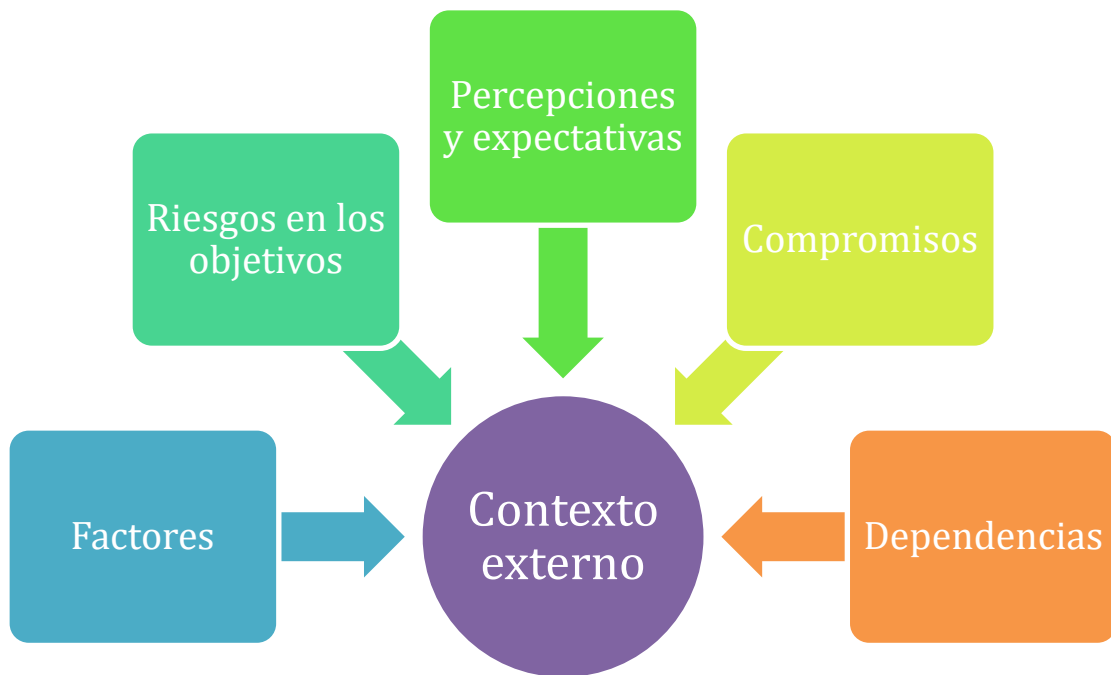 Percepciones
y expectativas
Riesgos en los
objetivos
Compromisos
Factores
Contexto
externo
Dependencias